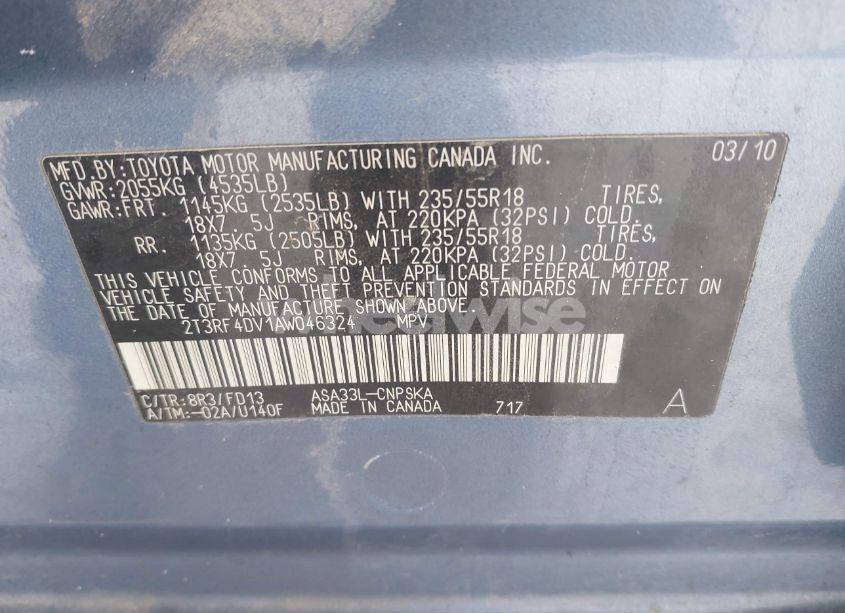 MFD.BY:TOYOTA MOTOR MANUFACTURING CANADA INC. 03/10
GVWR:2055KG (4535LB)
GAWR:FRT. 1145KG (2535LB) WITH 235/55R18 TIRES,
18X7. 5J RIMS, AT 220KPA (32PSI) COLD.
RR. 1135KG (2505LB) WITH 235/55R18 TIRES,
18X7. 5J RIMS, AT 220KPA (32PSI) COLD.
THIS VEHICLE CONFORMS TO ALL APPLICABLE FEDERAL MOTOR
VEHICLE SAFETY AND THEFT PREVENTION STANDARDS IN EFFECT ON
THE DATE OF MANUFACTURE SHOWN ABOVE.
2T3RF4DV1AW046324 MPV
C/TR:8R3/FD13 ASA33L-CNPSKA A
A/TM:-02A/U140F MADE IN CANADA 717